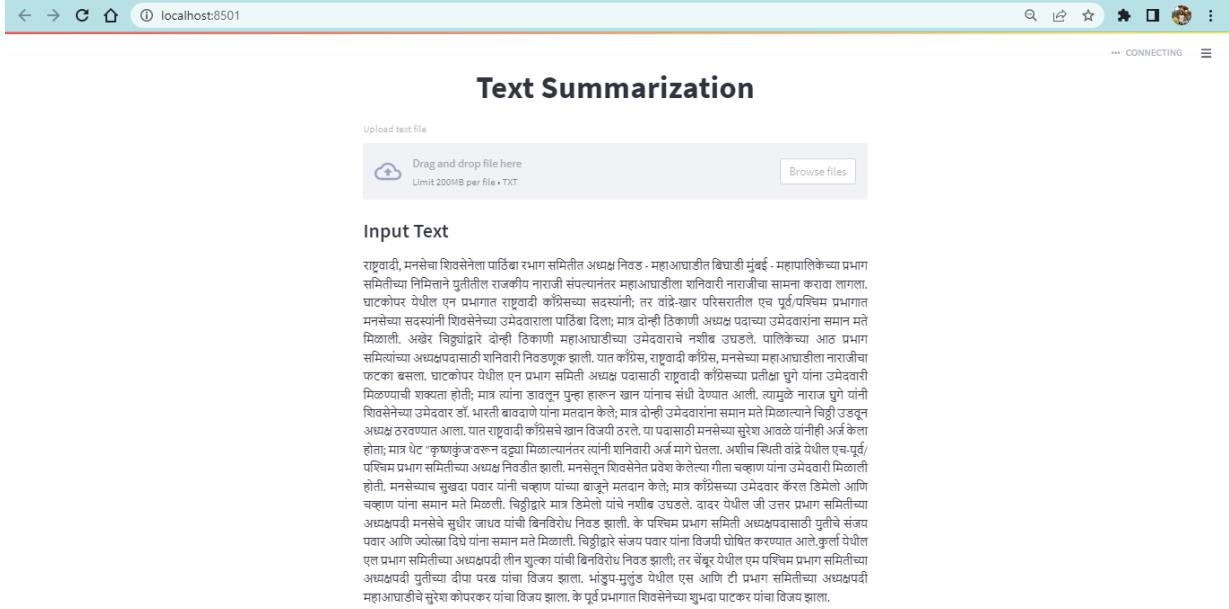 localhost:8501
CONNECTING
Text Summarization
Upload text file
Drag and drop file here
Limit 200MB per file • TXT
Browse files
Input Text
राष्ट्रवादी, मनसेचा शिवसेनेला पाठिंबा रभाग समितीत अध्यक्ष निवड - महाआघाडीत बिघाडी मुंबई - महापालिकेच्या प्रभाग
समितीच्या निमित्ताने युतीतील राजकीय नाराजी संपल्यानंतर महाआघाडीला शनिवारी नाराजीचा सामना करावा लागला.
घाटकोपर येथील एन प्रभागात राष्ट्रवादी काँग्रेसच्या सदस्यांनी; तर वांद्रे-खार परिसरातील एच पूर्व/पश्चिम प्रभागात
मनसेच्या सदस्यांनी शिवसेनेच्या उमेदवाराला पाठिंबा दिला; मात्र दोन्ही ठिकाणी अध्यक्ष पदाच्या उमेदवारांना समान मते
मिळाली. अखेर चिठ्ठ्यांद्वारे दोन्ही ठिकाणी महाआघाडीच्या उमेदवाराचे नशीब उघडले. पालिकेच्या आठ प्रभाग
समित्यांच्या अध्यक्षपदासाठी शनिवारी निवडणूक झाली. यात काँग्रेस, राष्ट्रवादी काँग्रेस, मनसेच्या महाआघाडीला नाराजीचा
फटका बसला. घाटकोपर येथील एन प्रभाग समिती अध्यक्ष पदासाठी राष्ट्रवादी काँग्रेसच्या प्रतीक्षा घुगे यांना उमेदवारी
मिळण्याची शक्यता होती; मात्र त्यांना डावलून पुन्हा हारून खान यांनाच संधी देण्यात आली. त्यामुळे नाराज घुगे यांनी
शिवसेनेच्या उमेदवार डॉ. भारती बावदाणे यांना मतदान केले; मात्र दोन्ही उमेदवारांना समान मते मिळाल्याने चिठ्ठी उडवून
अध्यक्ष ठरवण्यात आला. यात राष्ट्रवादी काँग्रेसचे खान विजयी ठरले. या पदासाठी मनसेच्या सुरेश आवळे यांनीही अर्ज केला
होता; मात्र थेट "कृष्णकुंज'वरून दट्ट्या मिळाल्यानंतर त्यांनी शनिवारी अर्ज मागे घेतला. अशीच स्थिती वांद्रे येथील एच-पूर्व/
पश्चिम प्रभाग समितीच्या अध्यक्ष निवडीत झाली. मनसेतून शिवसेनेत प्रवेश केलेल्या गीता चव्हाण यांना उमेदवारी मिळाली
होती. मनसेच्याच सुखदा पवार यांनी चव्हाण यांच्या बाजूने मतदान केले; मात्र काँग्रेसच्या उमेदवार कॅरल डिमेलो आणि
चव्हाण यांना समान मते मिळली. चिठ्ठीद्वारे मात्र डिमेलो यांचे नशीब उघडले. दादर येथील जी उत्तर प्रभाग समितीच्या
अध्यक्षपदी मनसेचे सुधीर जाधव यांची बिनविरोध निवड झाली. के पश्चिम प्रभाग समिती अध्यक्षपदासाठी युतीचे संजय
पवार आणि ज्योत्स्ना दिघे यांना समान मते मिळाली. चिठ्ठीद्वारे संजय पवार यांना विजयी घोषित करण्यात आले.कुर्ला येथील
एल प्रभाग समितीच्या अध्यक्षपदी लीन शुल्का यांची बिनविरोध निवड झाली; तर चेंबूर येथील एम पश्चिम प्रभाग समितीच्या
अध्यक्षपदी युतीच्या दीपा परब यांचा विजय झाला. भांडुप-मुलुंड येथील एस आणि टी प्रभाग समितीच्या अध्यक्षपदी
महाआघाडीचे सुरेश कोपरकर यांचा विजय झाला. के पूर्व प्रभागात शिवसेनेच्या शुभदा पाटकर यांचा विजय झाला.